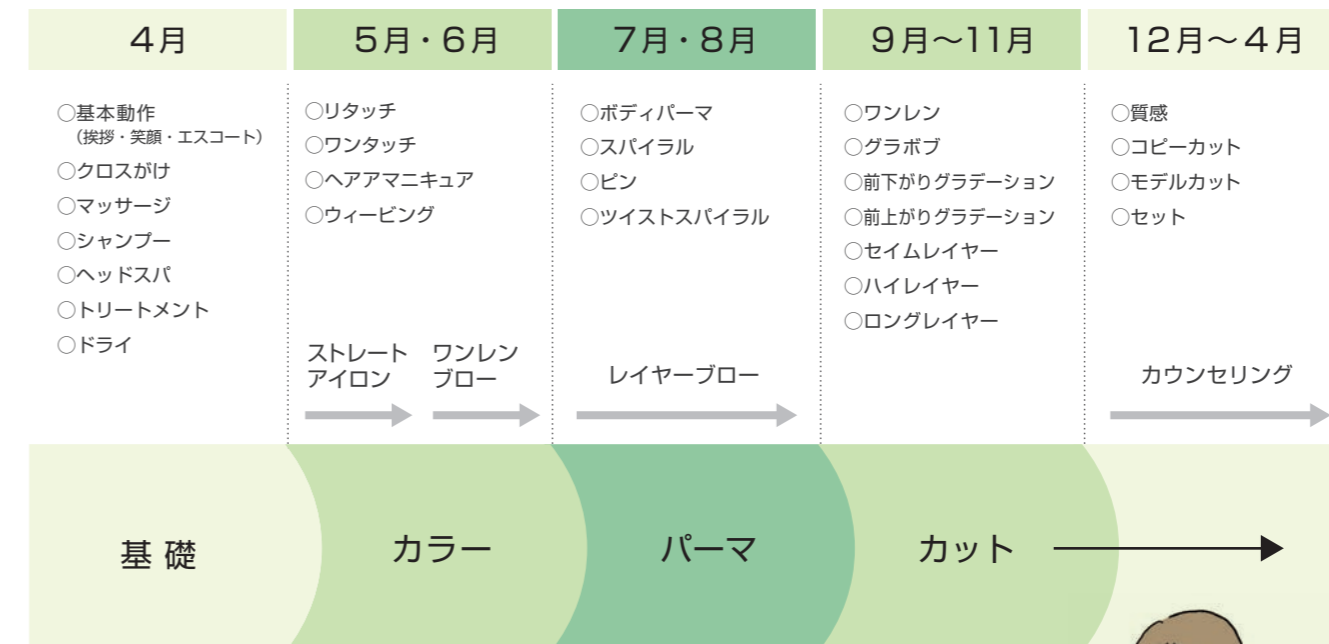 4月
○基本動作
（挨拶・笑顔・エスコート）
○クロスがけ
○マッサージ
○シャンプー
○ヘッドスパ
○トリートメント
○ドライ
5月・6月
○リタッチ
○ワンタッチ
○ヘアアマニキュア
○ウィービング
ストレート
アイロン
ワンレン
ブロー
7月・8月
○ボディパーマ
○スパイラル
○ピン
○ツイストスパイラル
レイヤーブロー
9月～11月
○ワンレン
○グラボブ
○前下がりグラデーション
○前上がりグラデーション
○セイムレイヤー
○ハイレイヤー
○ロングレイヤー
12月～4月
○質感
○コピーカット
○モデルカット
○セット
カウンセリング
基礎
カラー
パーマ
カット